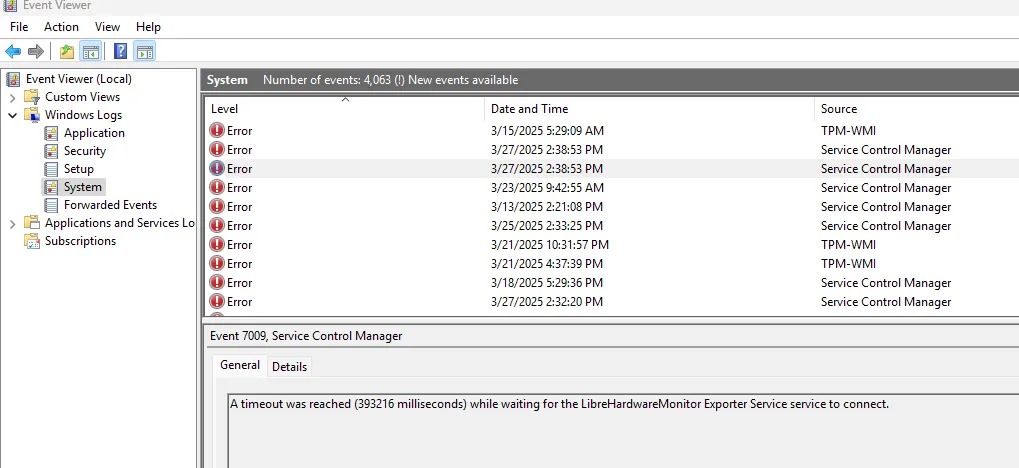 Event Viewer
File Action View Help
Event Viewer (Local)
Custom Views
Windows Logs
Application
Security
Setup
System
Forwarded Events
Applications and Services Lo
Subscriptions
System Number of events: 4,063 (!) New events available
Level Date and Time Source
Error 3/15/2025 5:29:09 AM TPM-WMI
Error 3/27/2025 2:38:53 PM Service Control Manager
Error 3/27/2025 2:38:53 PM Service Control Manager
Error 3/23/2025 9:42:55 AM Service Control Manager
Error 3/13/2025 2:21:08 PM Service Control Manager
Error 3/25/2025 2:33:25 PM Service Control Manager
Error 3/21/2025 10:31:57 PM TPM-WMI
Error 3/21/2025 4:37:39 PM TPM-WMI
Error 3/18/2025 5:29:36 PM Service Control Manager
Error 3/27/2025 2:32:20 PM Service Control Manager
Event 7009, Service Control Manager
General Details
A timeout was reached (393216 milliseconds) while waiting for the LibreHardwareMonitor Exporter Service service to connect.